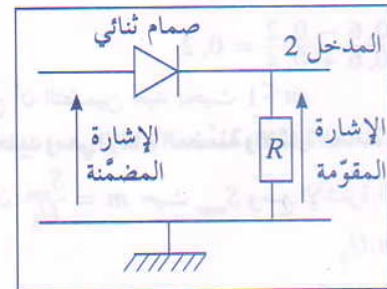 صمام ثنائي
المدخل 2
الإشارة
المضمَّنة
R
الإشارة
المقوّمة